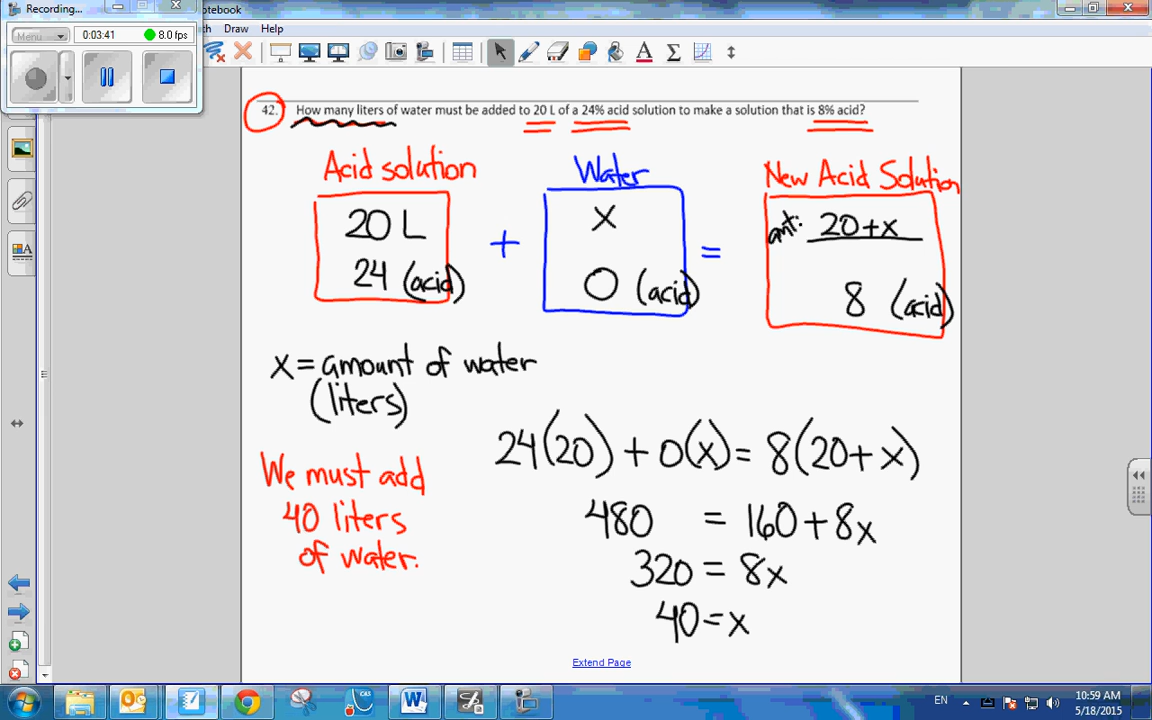 Recording...
otebook
Menu
0:03:41
8.0 fps
Draw Help
42. How many liters of water must be added to 20 L of a 24% acid solution to make a solution that is 8% acid?
Acid solution
Water
New Acid Solution
20 L
24 (acid)
+
x
0 (acid)
=
amt: 20+x
8 (acid)
x = amount of water
(liters)
24(20) + 0(x) = 8(20 + x)
480 = 160 + 8x
320 = 8x
40 = x
We must add
40 liters
of water.
Extend Page
CAS
EN
10:59 AM
5/18/2015